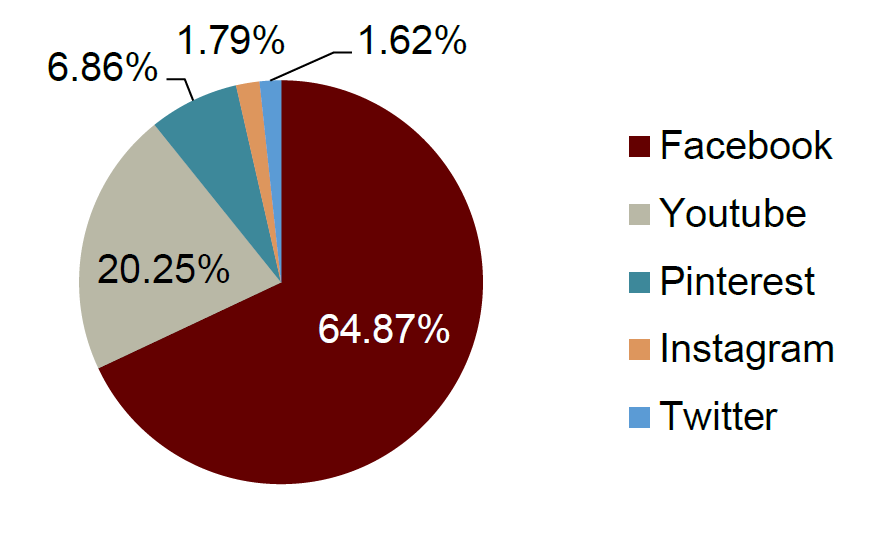 1.79%
1.62%
6.86%
20.25%
64.87%
Facebook
Youtube
Pinterest
Instagram
Twitter